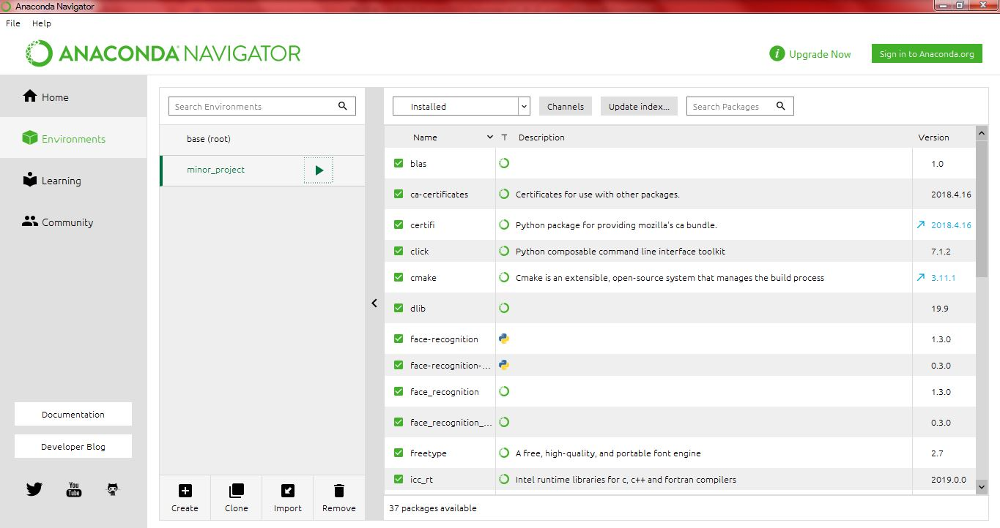 Anaconda Navigator
File Help
ANACONDA NAVIGATOR
Upgrade Now
Sign in to Anaconda.org
Home
Environments
Learning
Community
Documentation
Developer Blog
You Tube
Search Environments
base (root)
minor_project
Create Clone Import Remove
Installed Channels Update index... Search Packages
Name T Description Version
blas 1.0
ca-certificates Certificates for use with other packages. 2018.4.16
certifi Python package for providing mozilla's ca bundle. 2018.4.16
click Python composable command line interface toolkit 7.1.2
cmake Cmake is an extensible, open-source system that manages the build process 3.11.1
dlib 19.9
face-recognition 1.3.0
face-recognition-... 0.3.0
face_recognition 1.3.0
face_recognition_... 0.3.0
freetype A free, high-quality, and portable font engine 2.7
icc_rt Intel runtime libraries for c, c++ and fortran compilers 2019.0.0
37 packages available